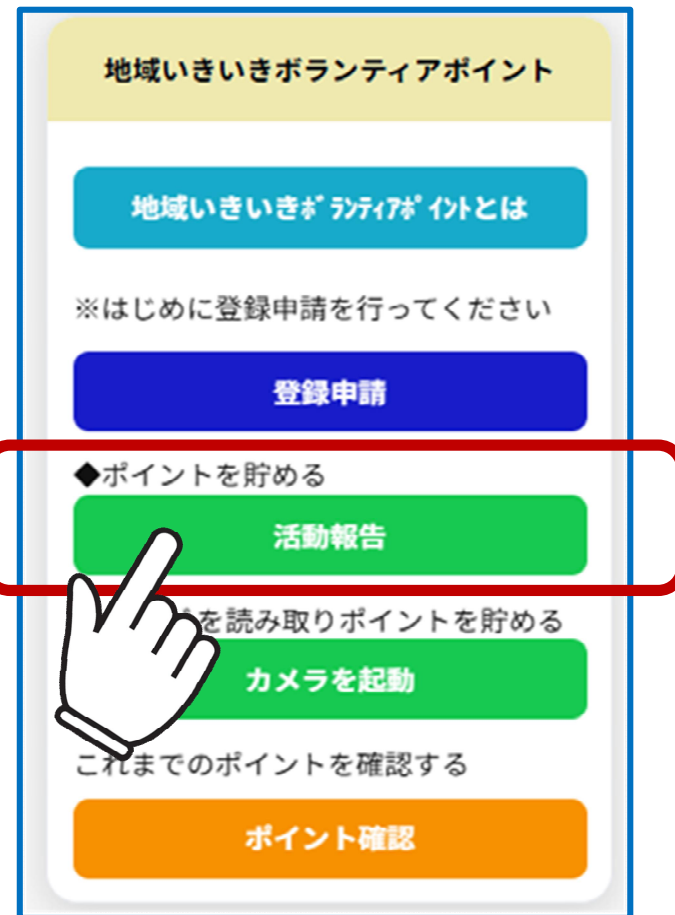 地域いきいきボランティアポイント
地域いきいきﾎﾞﾗﾝﾃｨｱﾎﾟｲﾝﾄとは
※はじめに登録申請を行ってください
登録申請
◆ポイントを貯める
活動報告
を読み取りポイントを貯める
カメラを起動
これまでのポイントを確認する
ポイント確認